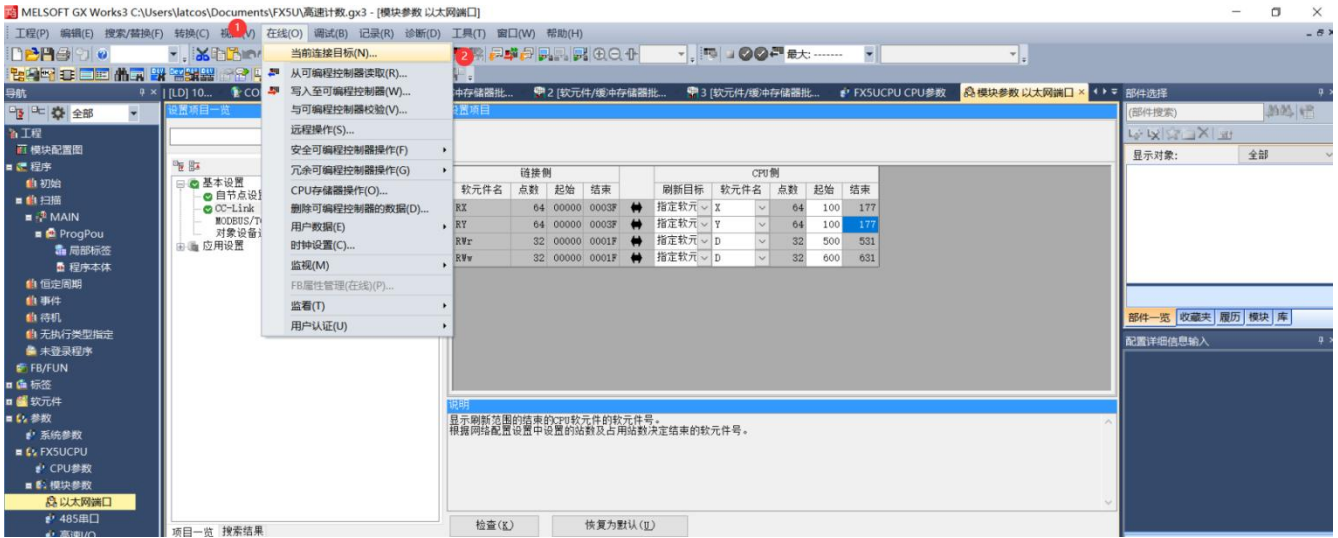 MELSOFT GX Works3 C:\Users\latcos\Documents\FX5U\高速计数.gx3 - [模块参数 以太网端口]
工程(P) 编辑(E) 搜索/替换(F) 转换(C) 在线(O) 调试(B) 记录(R) 诊断(D) 工具(T) 窗口(W) 帮助(H)
1
2
最大: -------
导航
[LD] 10...
冲存储器批...
2 [软元件/缓冲存储器批...
3 [软元件/缓冲存储器批...
FX5UCPU CPU参数
模块参数 以太网端口
部件选择
全部
工程
模块配置图
程序
初始
扫描
MAIN
ProgPou
局部标签
程序本体
恒定周期
事件
待机
无执行类型指定
未登录程序
FB/FUN
标签
软元件
参数
系统参数
FX5UCPU
CPU参数
模块参数
以太网端口
485串口
高速I/O
设置项目一览
基本设置
自节点设
CC-Link
MODBUS/T
对象设备
应用设置
项目一览 搜索结果
当前连接目标(N)...
从可编程控制器读取(R)...
写入至可编程控制器(W)...
与可编程控制器校验(V)...
远程操作(S)...
安全可编程控制器操作(F)
冗余可编程控制器操作(G)
CPU存储器操作(O)...
删除可编程控制器的数据(D)...
用户数据(E)
时钟设置(C)...
监视(M)
FB属性管理(在线)(P)...
监看(T)
用户认证(U)
设置项目
链接侧 CPU侧
软元件名 点数 起始 结束 刷新目标 软元件名 点数 起始 结束
RX 64 00000 0003F 指定软元 X 64 100 177
RY 64 00000 0003F 指定软元 Y 64 100 177
RWr 32 00000 0001F 指定软元 D 32 500 531
RWw 32 00000 0001F 指定软元 D 32 600 631
说明
显示刷新范围的结束的CPU软元件的软元件号。
根据网络配置设置中设置的站数及占用站数决定结束的软元件号。
检查(K) 恢复为默认(U)
(部件搜索)
显示对象: 全部
部件一览 收藏夹 履历 模块 库
配置详细信息输入